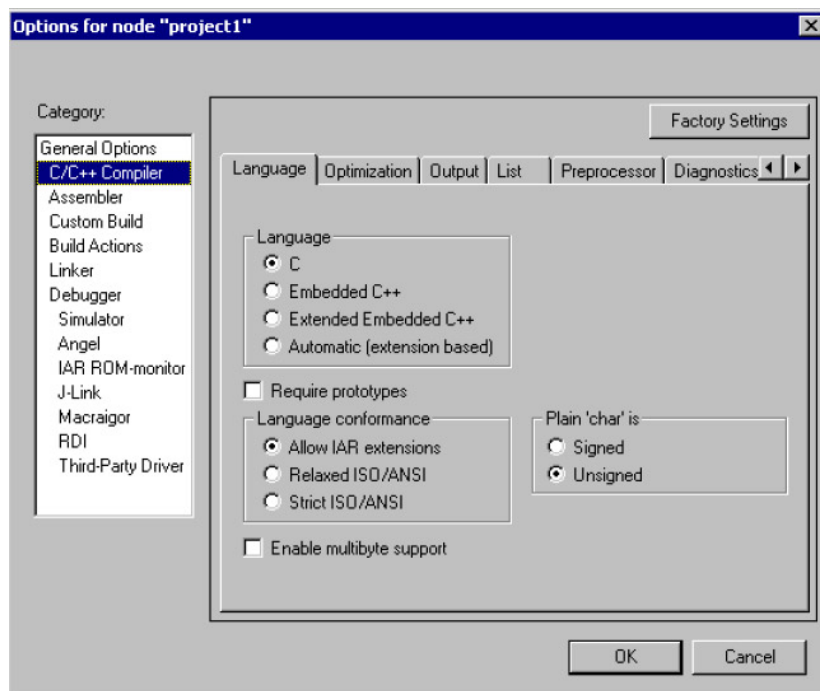 Options for node "project1"
Category:
General Options
C/C++ Compiler
Assembler
Custom Build
Build Actions
Linker
Debugger
Simulator
Angel
IAR ROM-monitor
J-Link
Macraigor
RDI
Third-Party Driver
Factory Settings
Language Optimization Output List Preprocessor Diagnostics
Language
C
Embedded C++
Extended Embedded C++
Automatic (extension based)
Require prototypes
Language conformance
Allow IAR extensions
Relaxed ISO/ANSI
Strict ISO/ANSI
Plain 'char' is
Signed
Unsigned
Enable multibyte support
OK Cancel